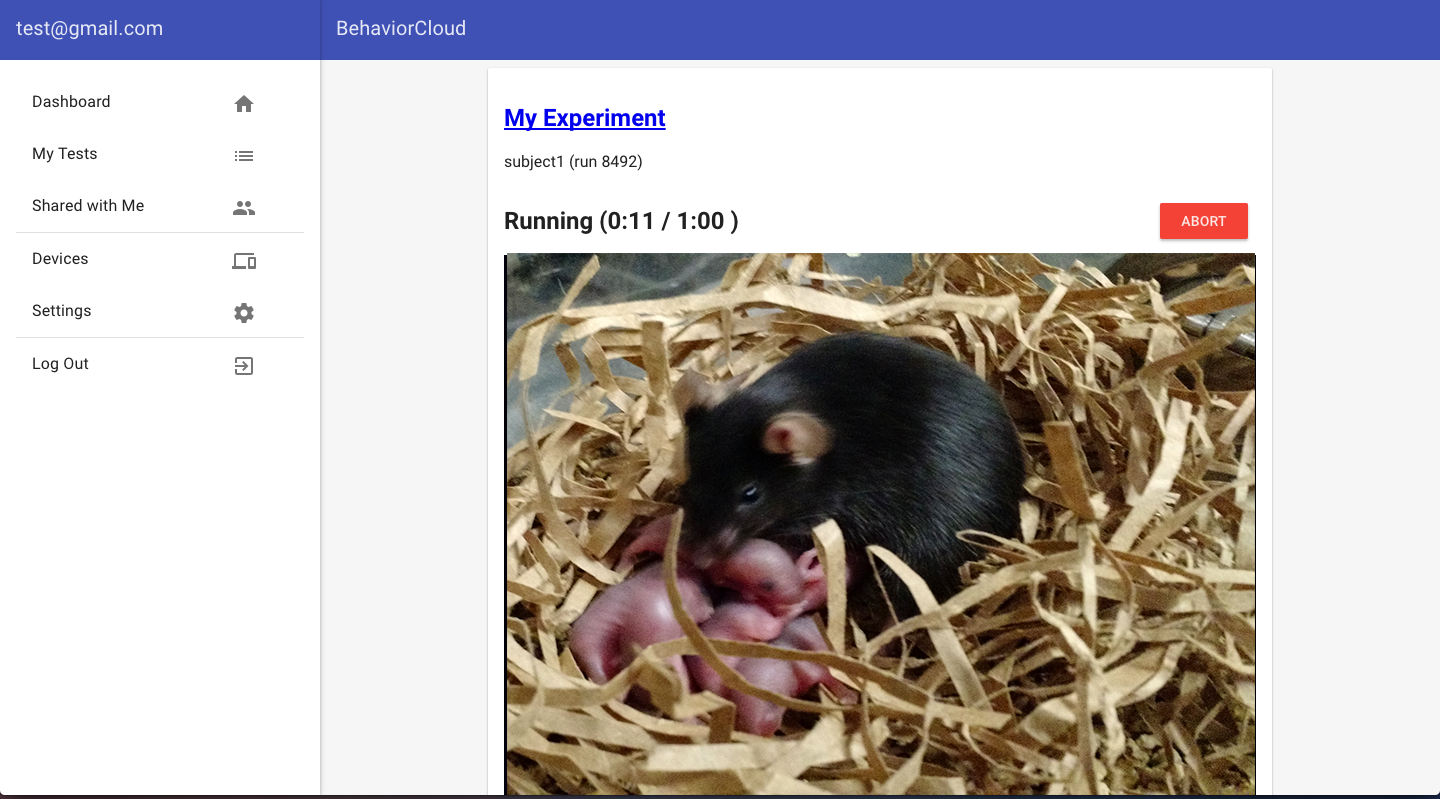 test@gmail.com
BehaviorCloud
Dashboard
My Tests
Shared with Me
Devices
Settings
Log Out
My Experiment
subject1 (run 8492)
Running (0:11 / 1:00 )
ABORT